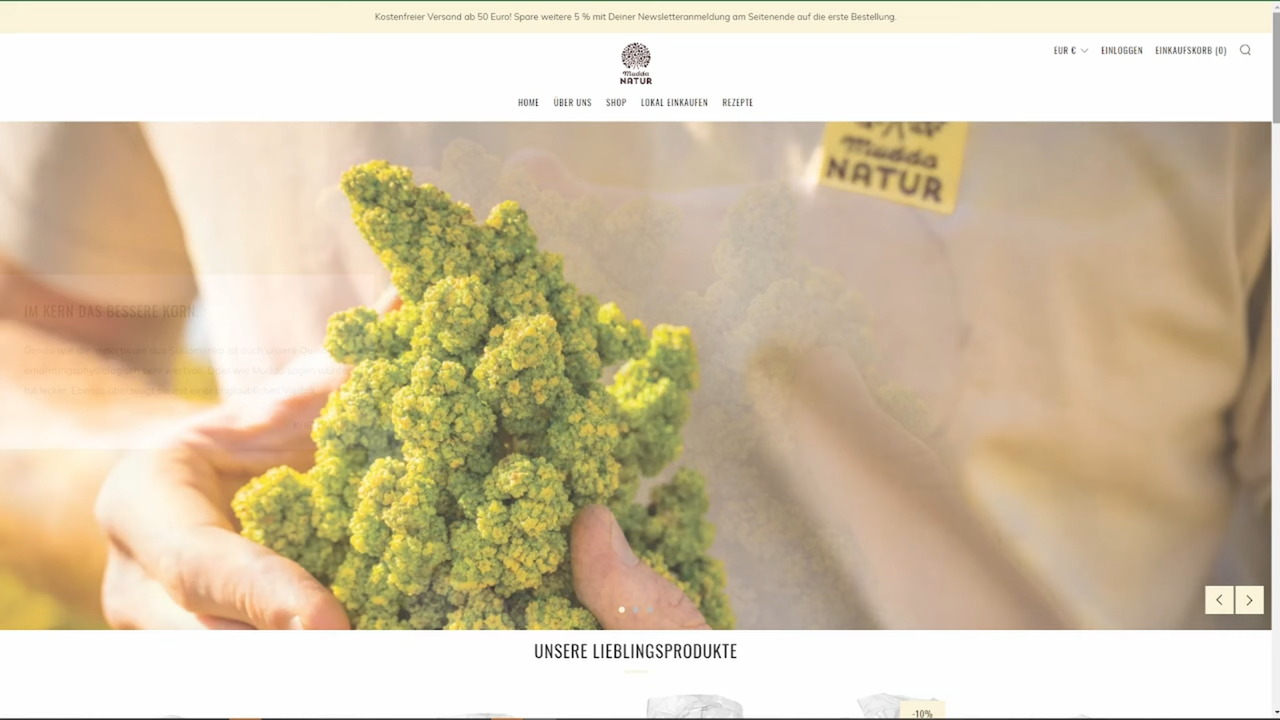 Kostenfreier Versand ab 50 Euro! Spare weitere 5 % mit Deiner Newsletteranmeldung am Seitenende auf die erste Bestellung.
EUR €
EINLOGGEN
EINKAUFSKORB (0)
Mudda
NATUR
HOME
ÜBER UNS
SHOP
LOKAL EINKAUFEN
REZEPTE
Mudda
NATUR
IM KERN DAS BESSERE KORN.
UNSERE LIEBLINGSPRODUKTE
-10%